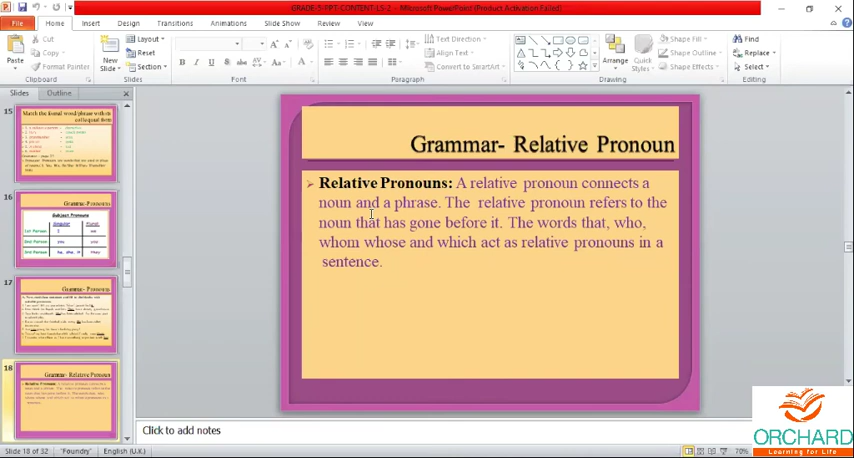 GRADE-5-PPT-CONTENT-LS-2 – Microsoft PowerPoint (Product Activation Failed)
File Home Insert Design Transitions Animations Slide Show Review View
Cut
Copy
Format Painter
Paste
Clipboard
New
Slide
Layout
Reset
Section
Slides
Font
Text Direction
Align Text
Convert to SmartArt
Paragraph
Arrange
Quick
Styles
Shape Fill
Shape Outline
Shape Effects
Drawing
Find
Replace
Select
Editing
Slides Outline
15
Match the formal word/phrase with its
colloquial form
16
Grammar-Pronouns
Subject Pronouns
Singular Plural
1st Person I we
2nd Person you you
3rd Person he, she, it they
17
Grammar- Pronouns
18
Grammar- Relative Pronoun
Grammar- Relative Pronoun
Relative Pronouns: A relative pronoun connects a
noun and a phrase. The relative pronoun refers to the
noun that has gone before it. The words that, who,
whom whose and which act as relative pronouns in a
sentence.
Click to add notes
Slide 18 of 32 "Foundry" English (U.K.) 70%
ORCHARD
Learning for Life